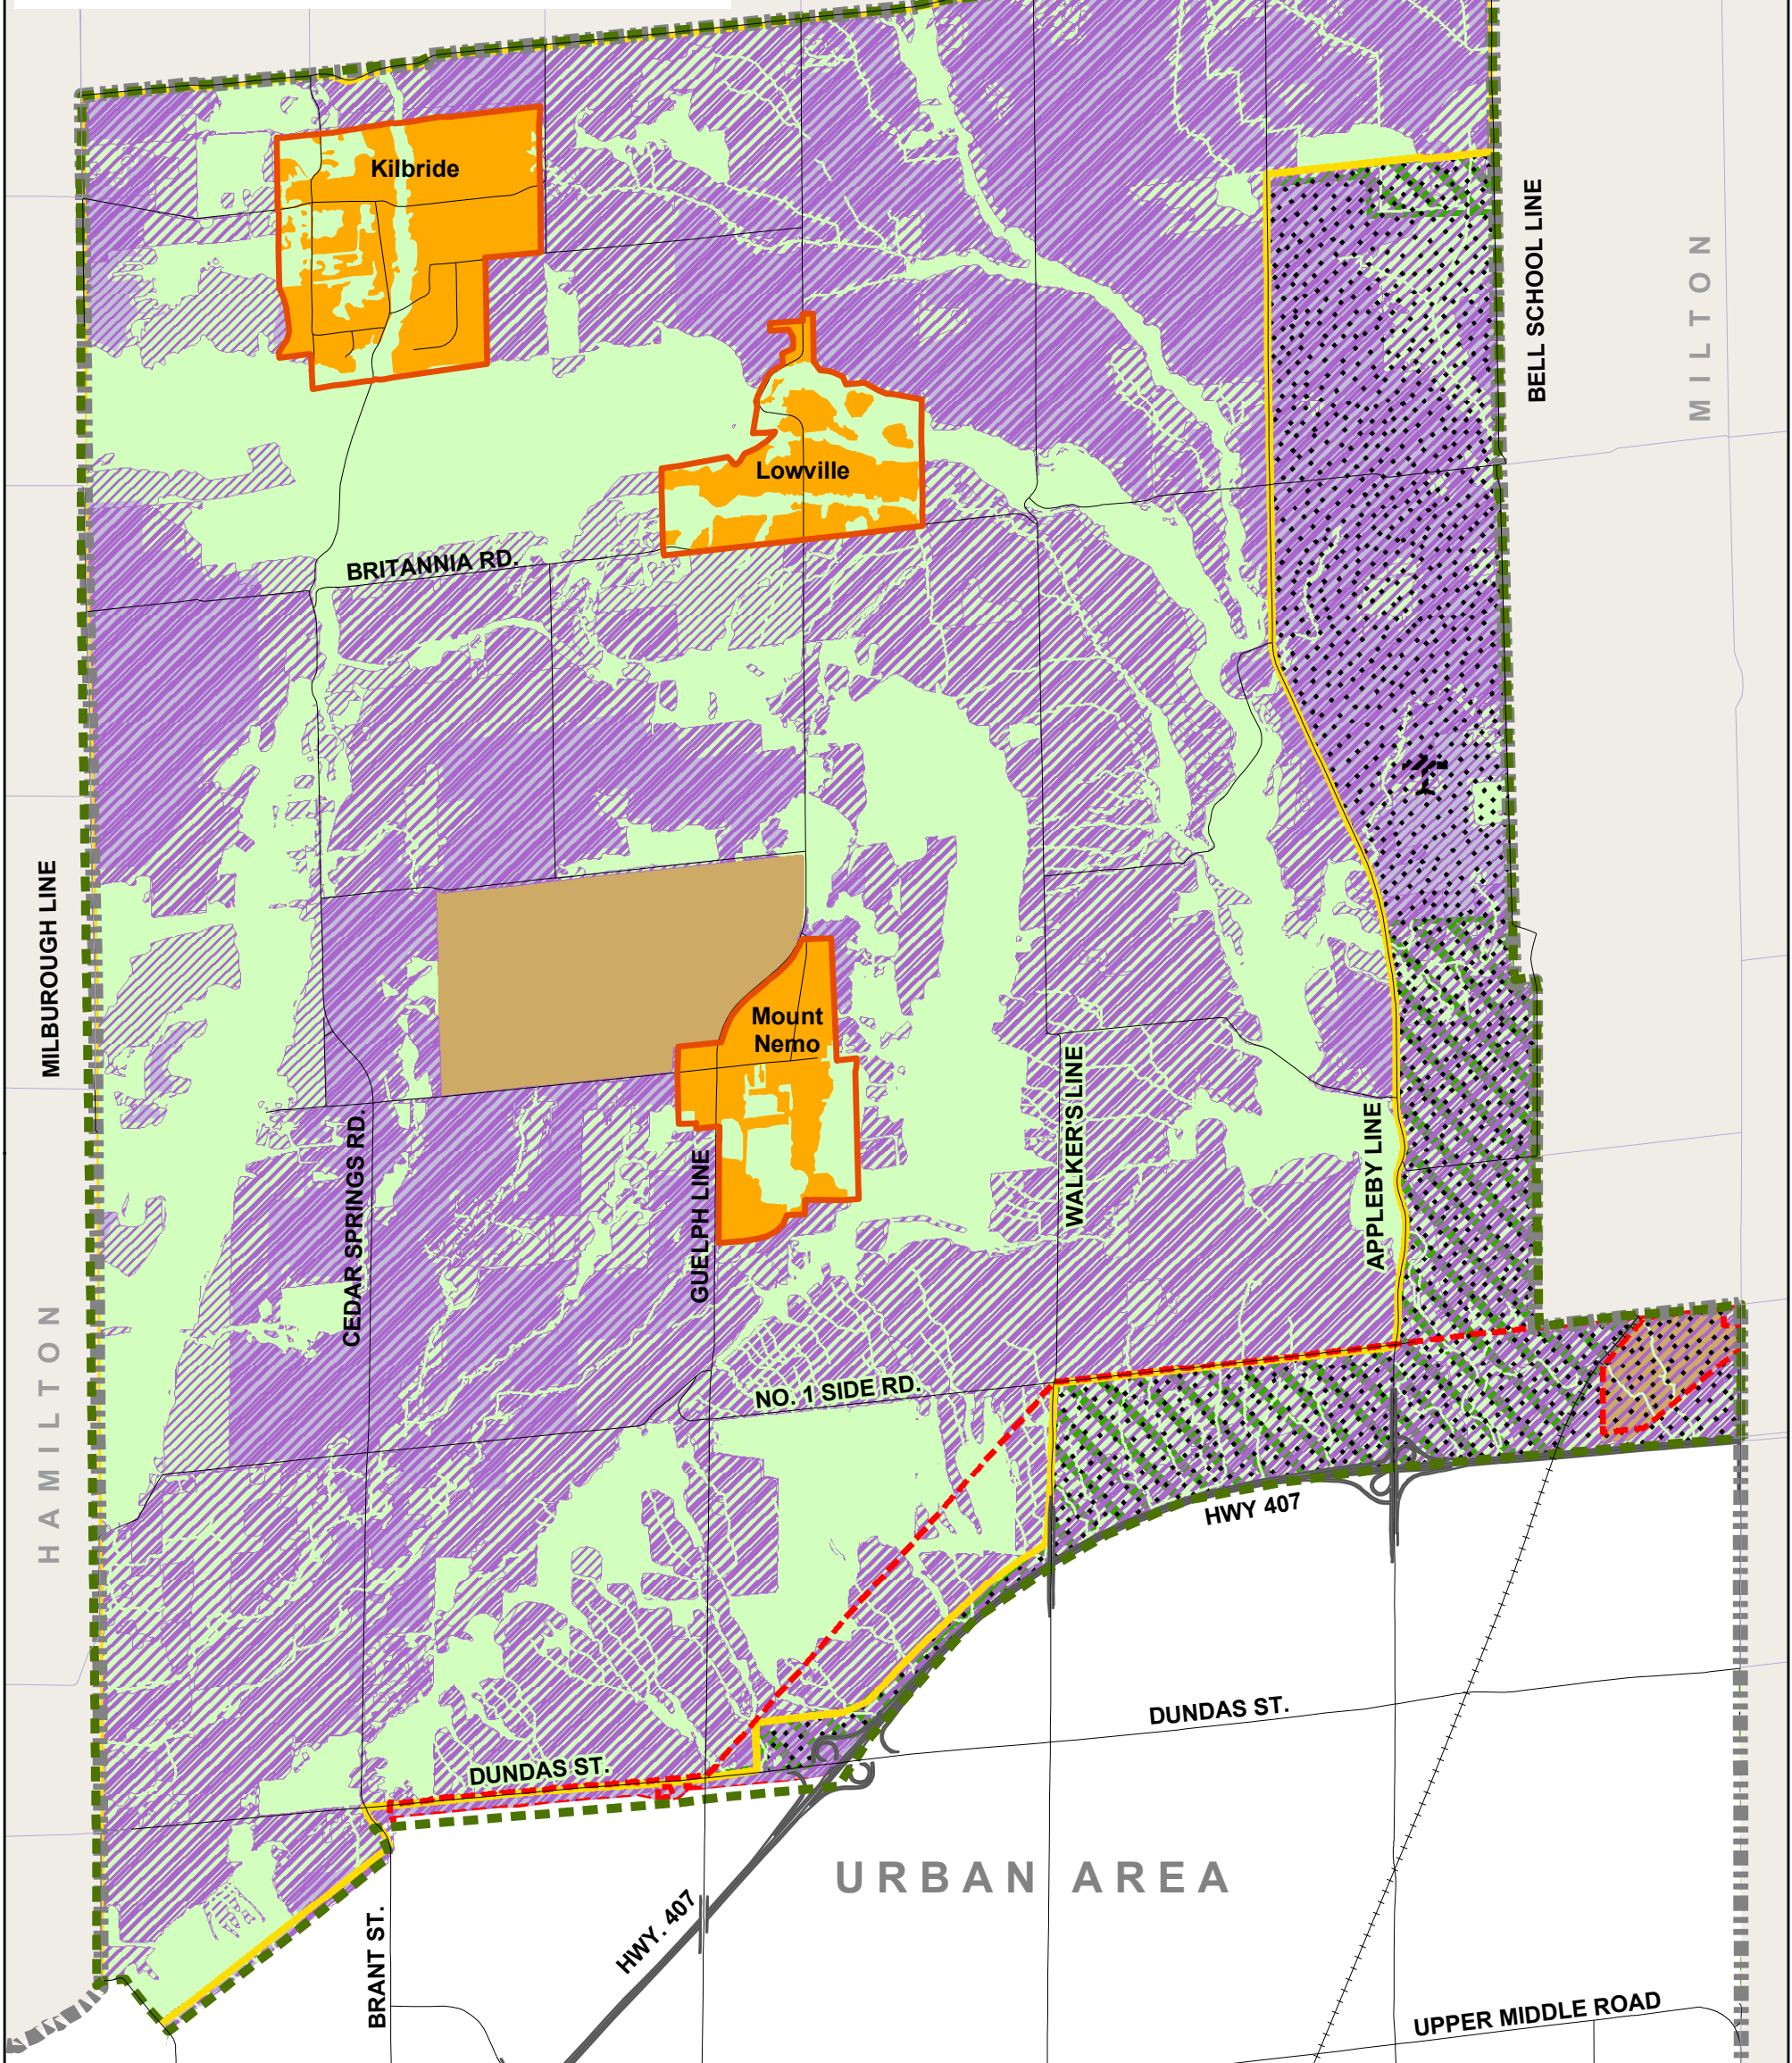 Kilbride
BELL SCHOOL LINE
MILTON
Lowville
BRITANNIA RD.
MILBOROUGH LINE
Mount
Nemo
WALKER'S LINE
CEDAR SPRINGS RD.
GUELPH LINE
APPLEBY LINE
HAMILTON
NO. 1 SIDE RD.
HWY 407
DUNDAS ST.
DUNDAS ST.
URBAN AREA
HWY. 407
BRANT ST.
UPPER MIDDLE ROAD